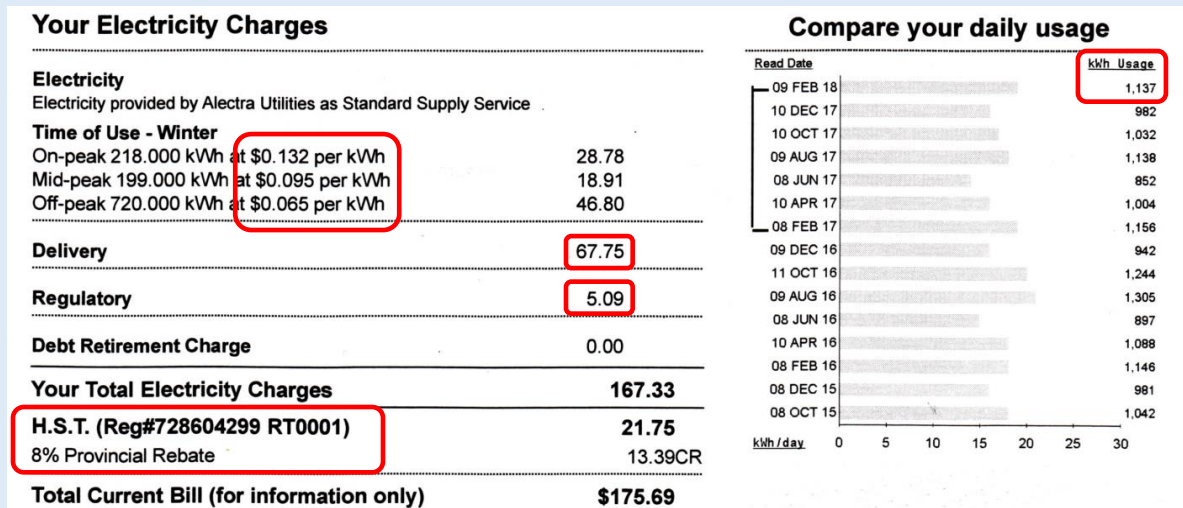 Your Electricity Charges
Electricity
Electricity provided by Alectra Utilities as Standard Supply Service
Time of Use - Winter
On-peak 218.000 kWh at $0.132 per kWh 28.78
Mid-peak 199.000 kWh at $0.095 per kWh 18.91
Off-peak 720.000 kWh at $0.065 per kWh 46.80
Delivery 67.75
Regulatory 5.09
Debt Retirement Charge 0.00
Your Total Electricity Charges 167.33
H.S.T. (Reg#728604299 RT0001) 21.75
8% Provincial Rebate 13.39CR
Total Current Bill (for information only) $175.69
Compare your daily usage
Read Date kWh Usage
09 FEB 18 1,137
10 DEC 17 982
10 OCT 17 1,032
09 AUG 17 1,138
08 JUN 17 852
10 APR 17 1,004
08 FEB 17 1,156
09 DEC 16 942
11 OCT 16 1,244
09 AUG 16 1,305
08 JUN 16 897
10 APR 16 1,088
08 FEB 16 1,146
08 DEC 15 981
08 OCT 15 1,042
kWh/day 0 5 10 15 20 25 30